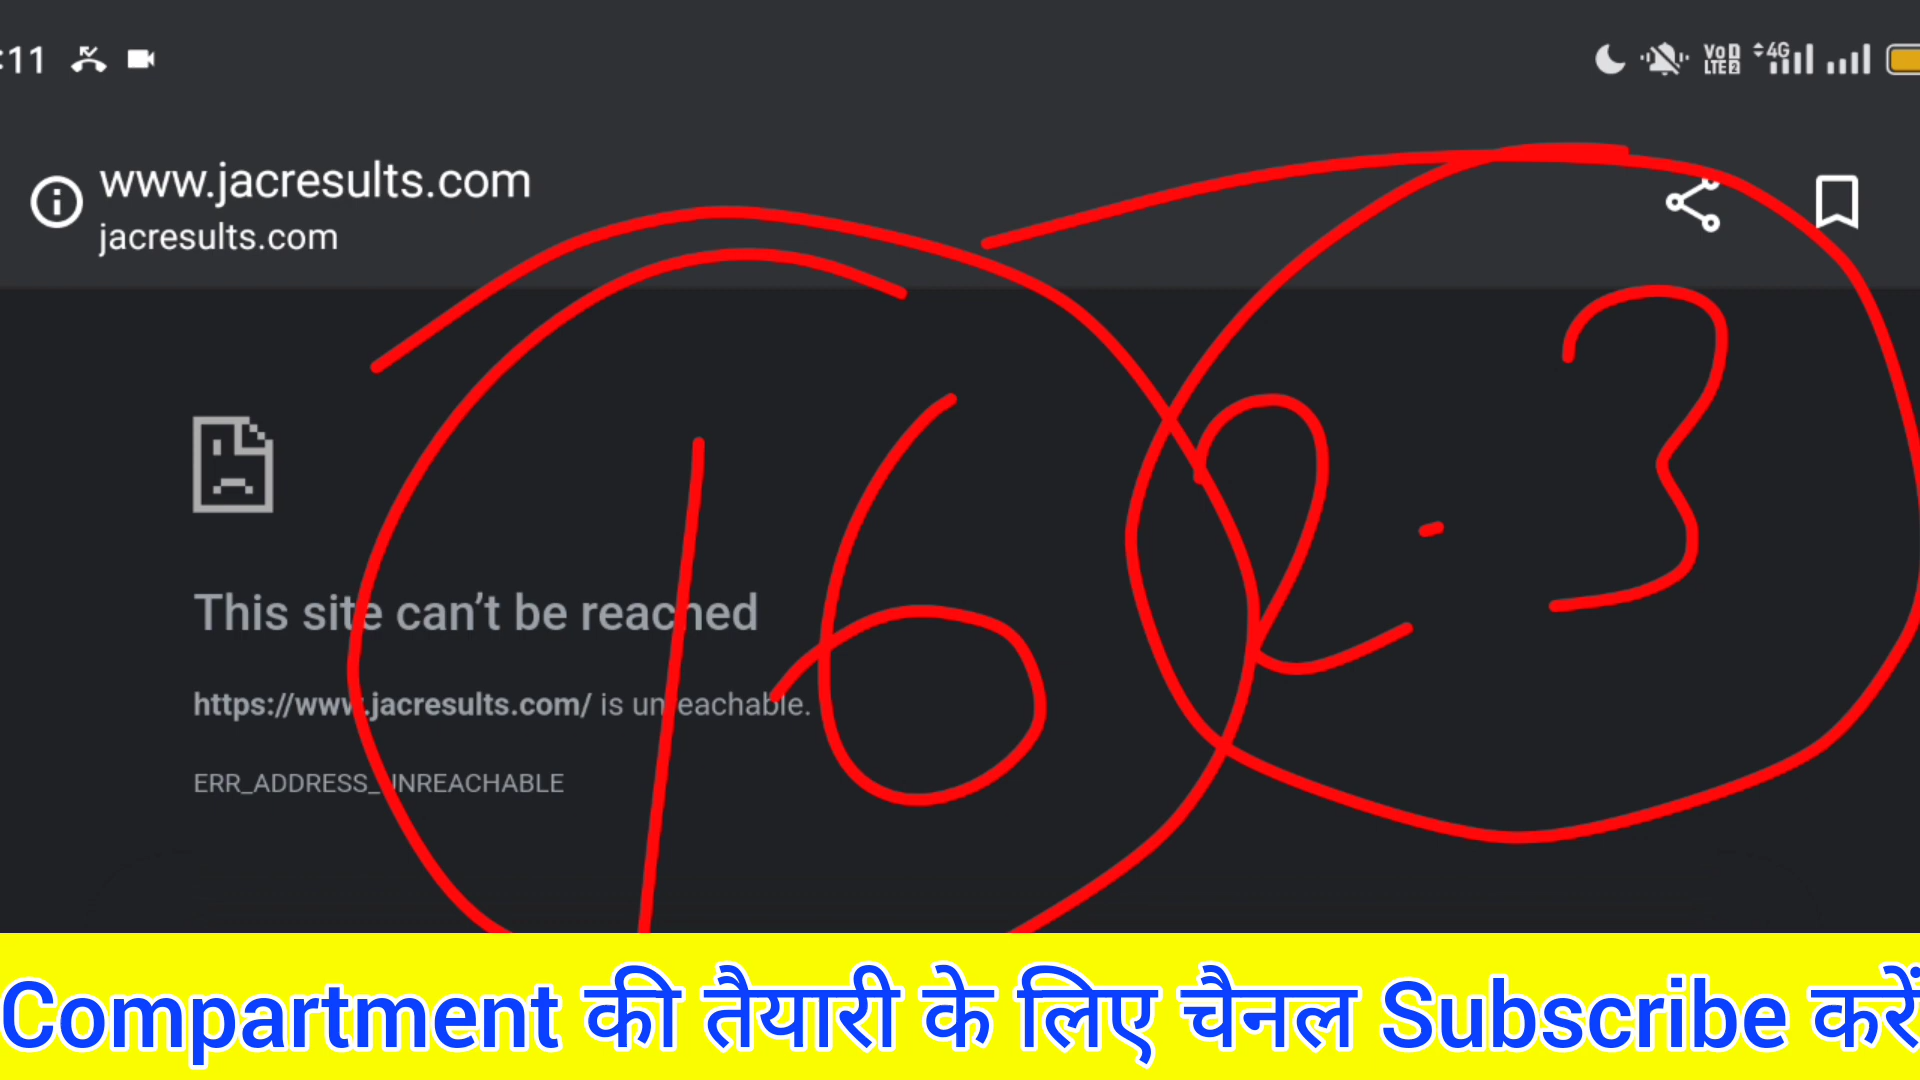 :11 VoD LTE2 4G
www.jacresults.com
jacresults.com
16 2 - 3
This site can’t be reached
https://www.jacresults.com/ is unreachable.
ERR_ADDRESS_UNREACHABLE
Compartment की तैयारी के लिए चैनल Subscribe करें